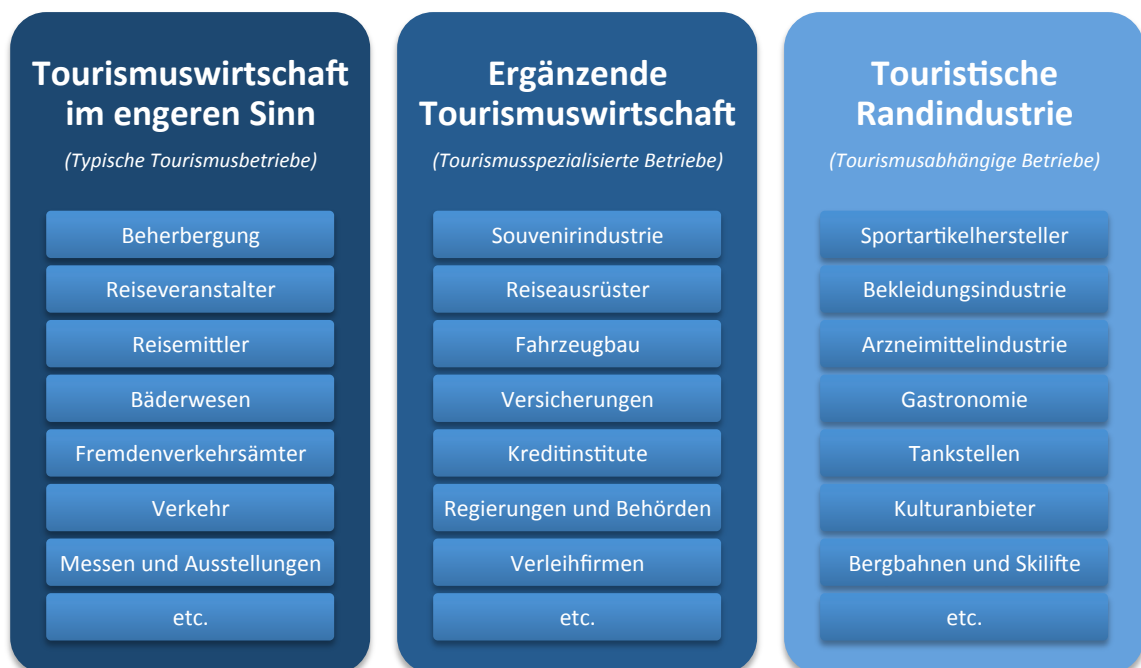 Tourismuswirtschaft
im engeren Sinn
(Typische Tourismusbetriebe)
Beherbergung
Reiseveranstalter
Reisemittler
Bäderwesen
Fremdenverkehrsämter
Verkehr
Messen und Ausstellungen
etc.
Ergänzende
Tourismuswirtschaft
(Tourismusspezialisierte Betriebe)
Souvenirindustrie
Reiseausrüster
Fahrzeugbau
Versicherungen
Kreditinstitute
Regierungen und Behörden
Verleihfirmen
etc.
Touristische
Randindustrie
(Tourismusabhängige Betriebe)
Sportartikelhersteller
Bekleidungsindustrie
Arzneimittelindustrie
Gastronomie
Tankstellen
Kulturanbieter
Bergbahnen und Skilifte
etc.